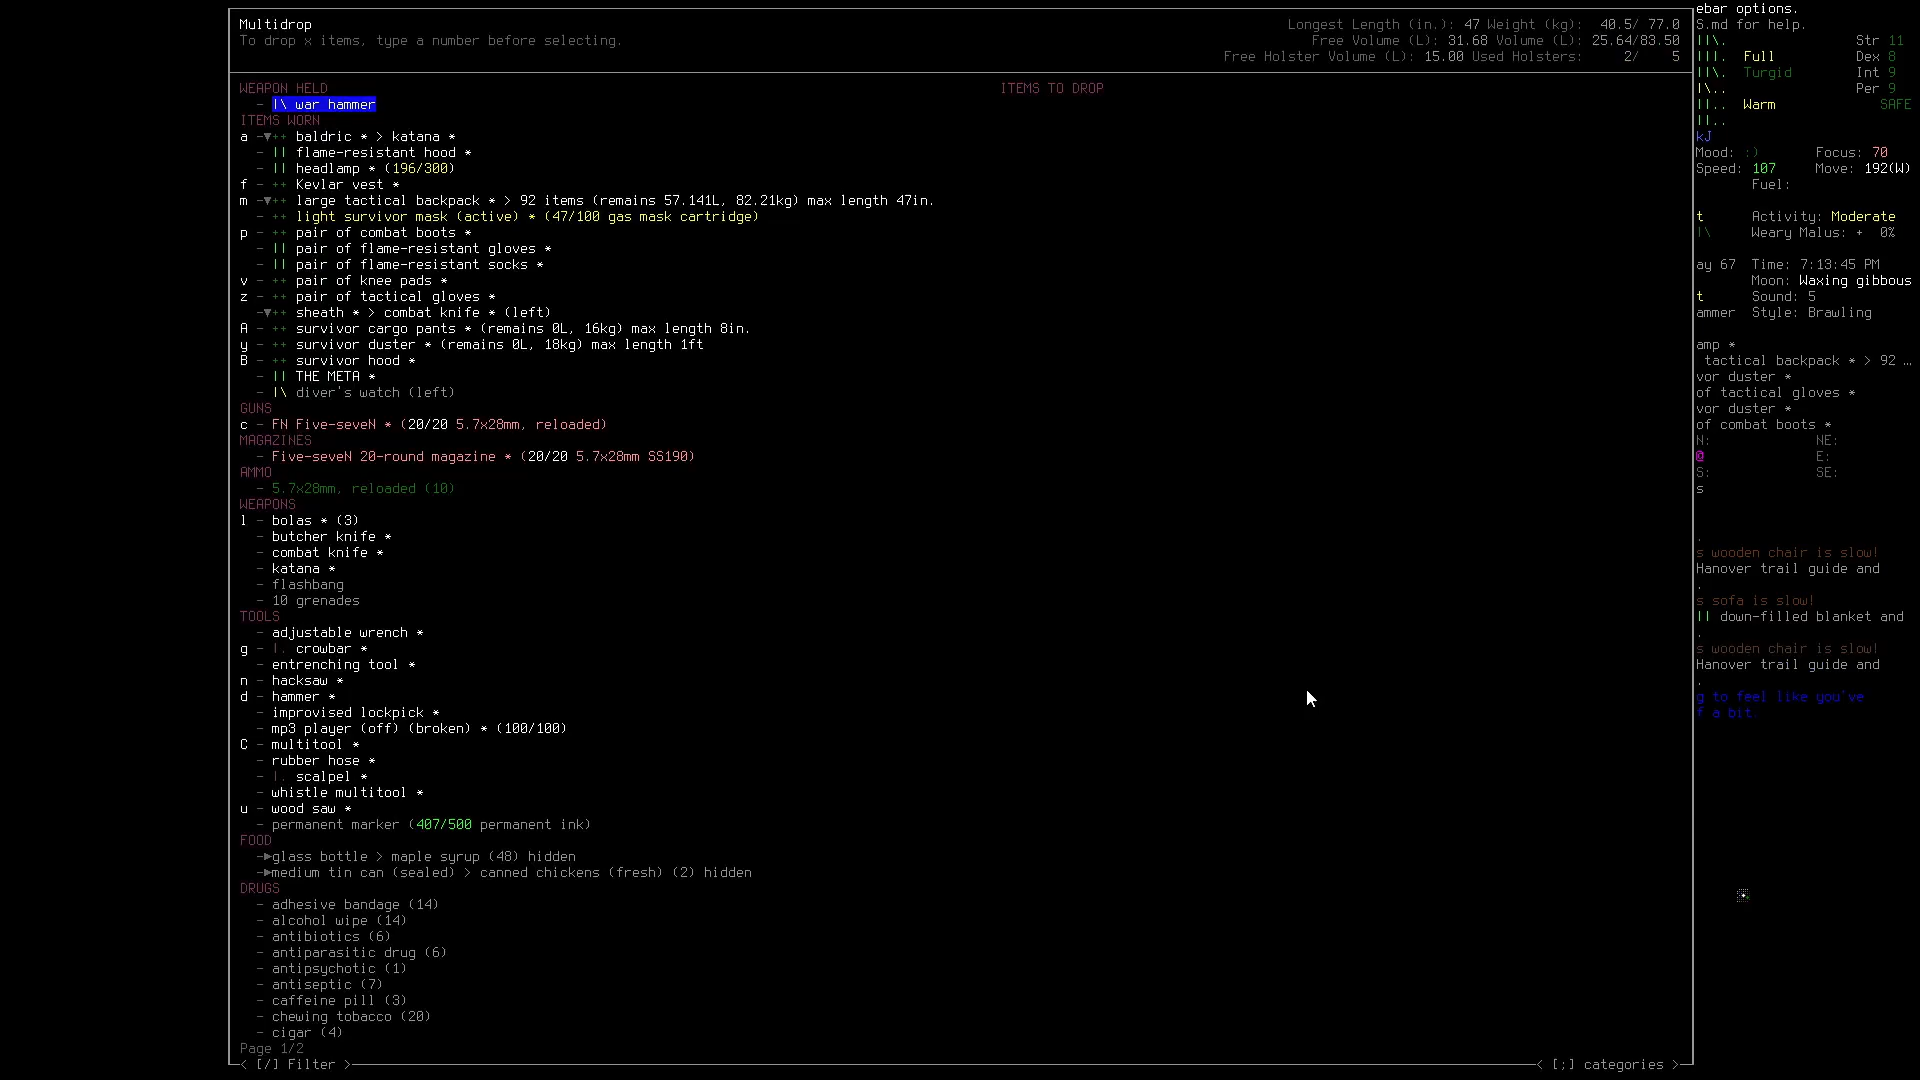 Multidrop
To drop x items, type a number before selecting.
Longest Length (in.): 47 Weight (kg): 40.5/ 77.0
Free Volume (L): 31.68 Volume (L): 25.64/83.50
Free Holster Volume (L): 15.00 Used Holsters: 2/ 5
WEAPON HELD
- |\ war hammer
ITEMS WORN
a -▼++ baldric * > katana *
- || flame-resistant hood *
- || headlamp * (196/300)
f - ++ Kevlar vest *
m -▼++ large tactical backpack * > 92 items (remains 57.141L, 82.21kg) max length 47in.
- ++ light survivor mask (active) * (47/100 gas mask cartridge)
p - ++ pair of combat boots *
- || pair of flame-resistant gloves *
- || pair of flame-resistant socks *
v - ++ pair of knee pads *
z - ++ pair of tactical gloves *
-▼++ sheath * > combat knife * (left)
A - ++ survivor cargo pants * (remains 0L, 16kg) max length 8in.
y - ++ survivor duster * (remains 0L, 18kg) max length 1ft
B - ++ survivor hood *
- || THE META *
- |\ diver's watch (left)
GUNS
c - FN Five-seveN * (20/20 5.7x28mm, reloaded)
MAGAZINES
- Five-seveN 20-round magazine * (20/20 5.7x28mm SS190)
AMMO
- 5.7x28mm, reloaded (10)
WEAPONS
l - bolas * (3)
- butcher knife *
- combat knife *
- katana *
- flashbang
- 10 grenades
TOOLS
- adjustable wrench *
g - |. crowbar *
- entrenching tool *
n - hacksaw *
d - hammer *
- improvised lockpick *
- mp3 player (off) (broken) * (100/100)
C - multitool *
- rubber hose *
- |. scalpel *
- whistle multitool *
u - wood saw *
- permanent marker (407/500 permanent ink)
FOOD
-►glass bottle > maple syrup (48) hidden
-►medium tin can (sealed) > canned chickens (fresh) (2) hidden
DRUGS
- adhesive bandage (14)
- alcohol wipe (14)
- antibiotics (6)
- antiparasitic drug (6)
- antipsychotic (1)
- antiseptic (7)
- caffeine pill (3)
- chewing tobacco (20)
- cigar (4)
Page 1/2
< [/] Filter >
< [;] categories >
ITEMS TO DROP
ebar options.
S.md for help.
||\. Str 11
|||. Full Dex 8
||\. Turgid Int 9
|\.. Per 9
||.. Warm SAFE
||..
kJ
Mood: :) Focus: 70
Speed: 107 Move: 192(W)
Fuel:
t Activity: Moderate
|\ Weary Malus: + 0%
ay 67 Time: 7:13:45 PM
Moon: Waxing gibbous
t Sound: 5
ammer Style: Brawling
amp *
tactical backpack * > 92 …
vor duster *
of tactical gloves *
vor duster *
of combat boots *
N: NE:
@ E:
S: SE:
s
.
s wooden chair is slow!
Hanover trail guide and
.
s sofa is slow!
|| down-filled blanket and
.
s wooden chair is slow!
Hanover trail guide and
.
g to feel like you've
f a bit.